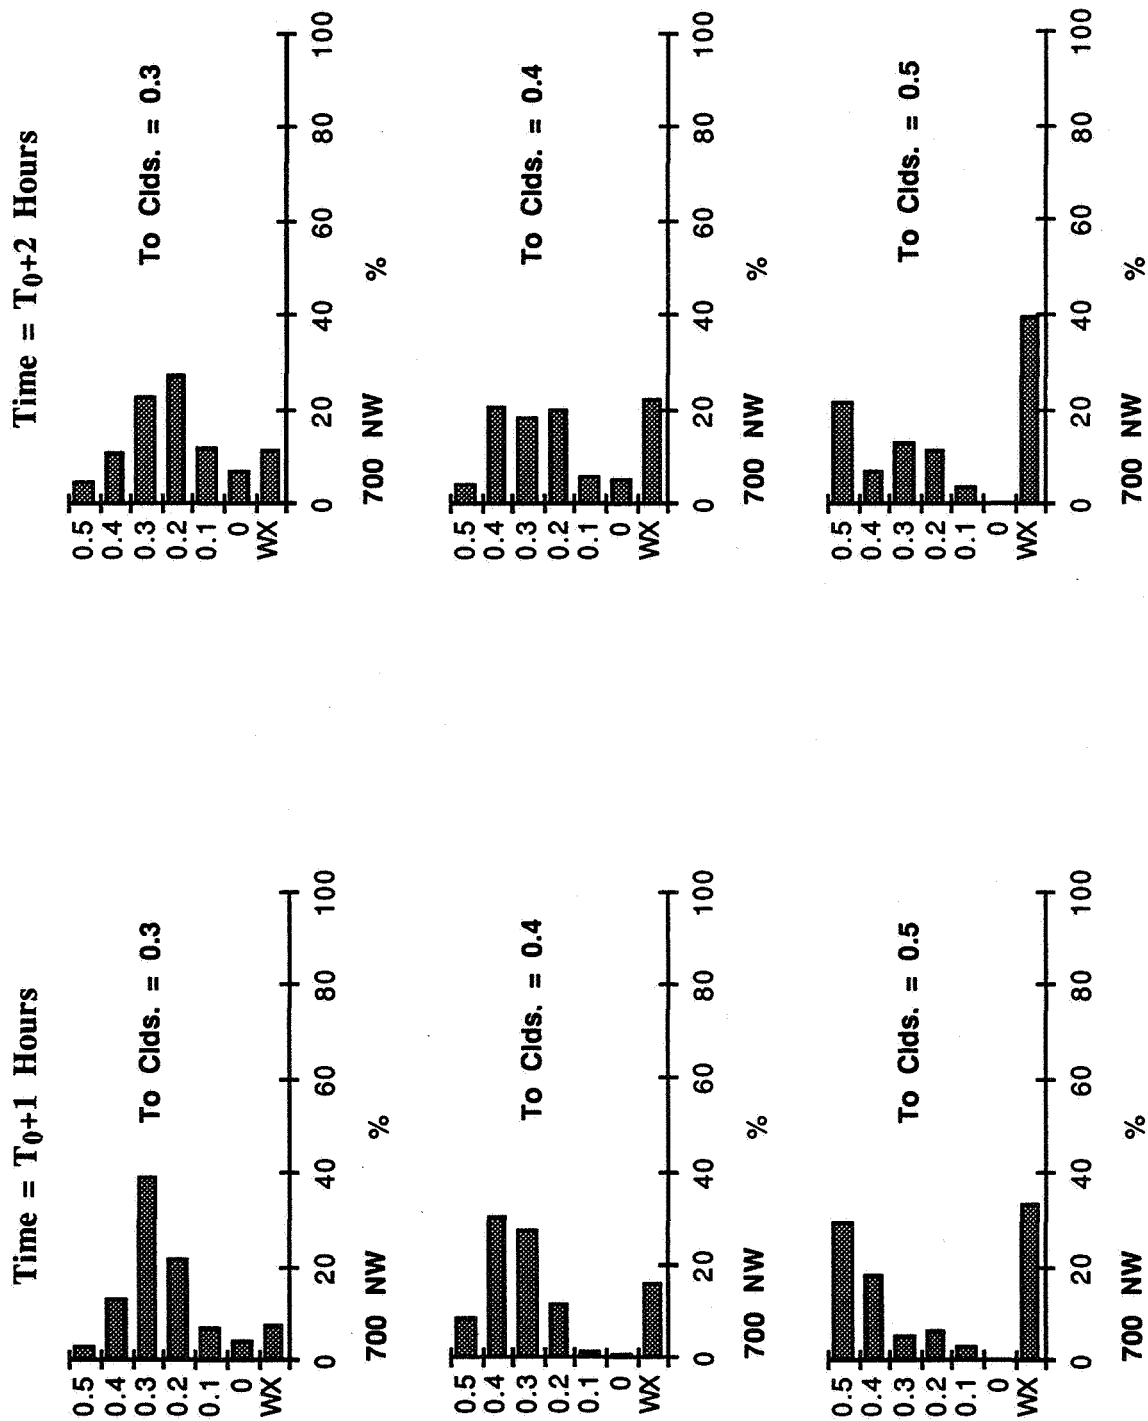 Time = T₀+1 Hours
0.5
0.4
0.3
0.2
0.1
0
WX
To Clds. = 0.3
0 20 40 60 80 100
700 NW %
0.5
0.4
0.3
0.2
0.1
0
WX
To Clds. = 0.4
0 20 40 60 80 100
700 NW %
0.5
0.4
0.3
0.2
0.1
0
WX
To Clds. = 0.5
0 20 40 60 80 100
700 NW %
Time = T₀+2 Hours
0.5
0.4
0.3
0.2
0.1
0
WX
To Clds. = 0.3
0 20 40 60 80 100
700 NW %
0.5
0.4
0.3
0.2
0.1
0
WX
To Clds. = 0.4
0 20 40 60 80 100
700 NW %
0.5
0.4
0.3
0.2
0.1
0
WX
To Clds. = 0.5
0 20 40 60 80 100
700 NW %